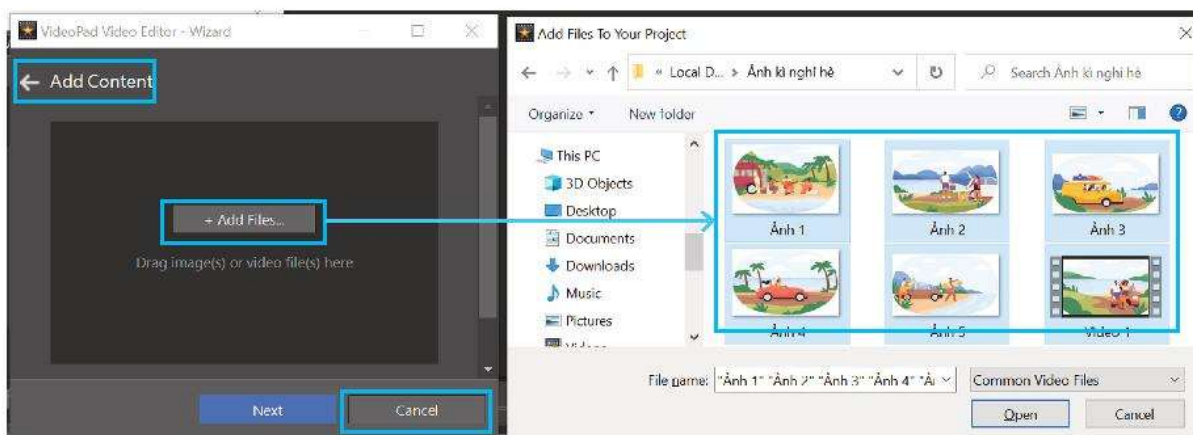 VideoPad Video Editor - Wizard
Add Content
+ Add Files...
Drag image(s) or video file(s) here
Next
Cancel
Add Files To Your Project
« Local D... > Ảnh kì nghỉ hè
Search Ảnh kì nghỉ hè
Organize
New folder
This PC
3D Objects
Desktop
Documents
Downloads
Music
Pictures
Videos
Ảnh 1
Ảnh 2
Ảnh 3
Ảnh 4
Ảnh 5
Video 1
File name:
"Ảnh 1" "Ảnh 2" "Ảnh 3" "Ảnh 4" "Ả
Common Video Files
Open
Cancel